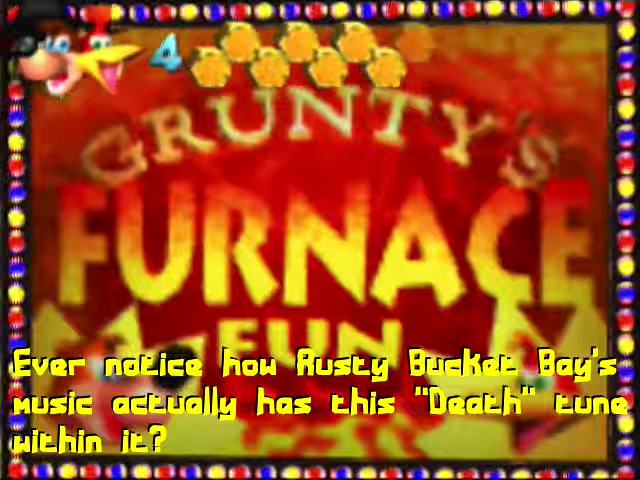 4
GRUNTY'S
FURNACE
FUN
Ever notice how Rusty Bucket Bay's
music actually has this "Death" tune
within it?